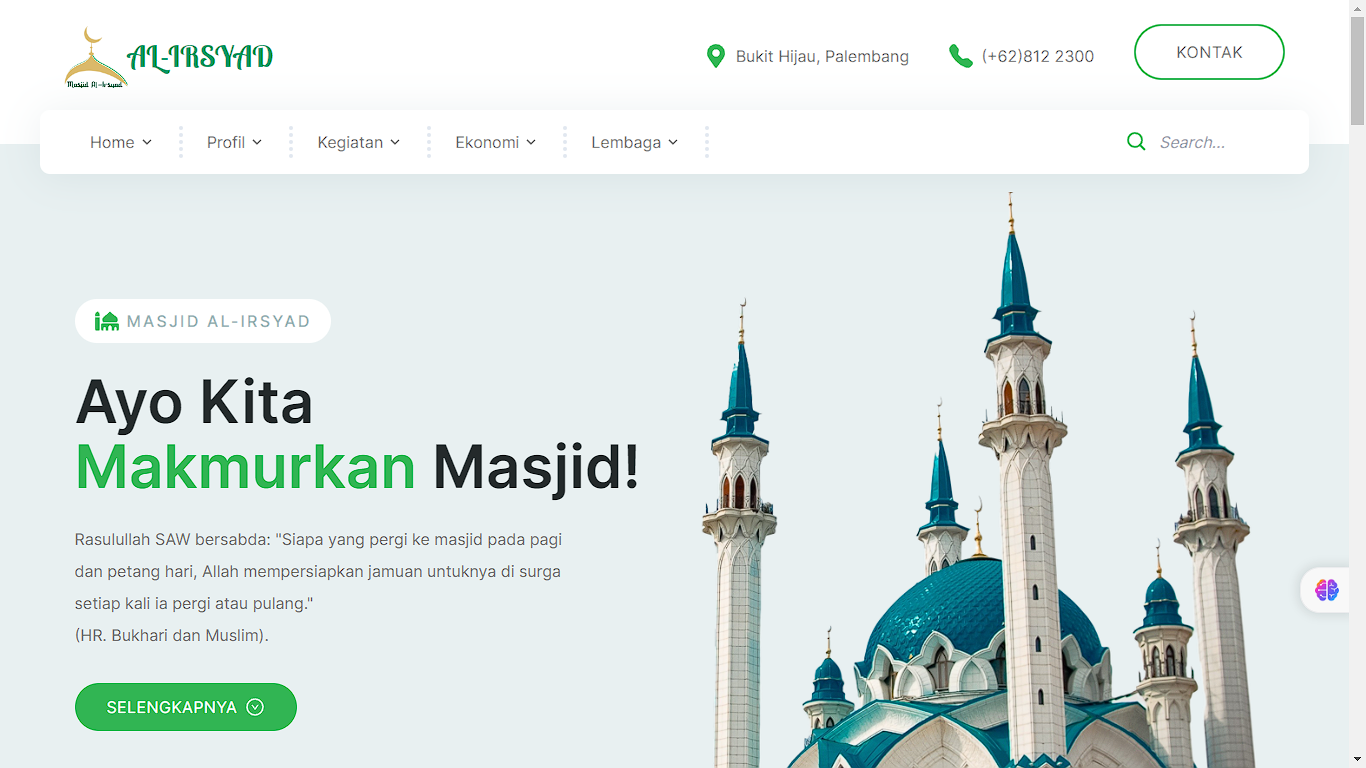 AL-IRSYAD
Masjid Al-Irsyad
Bukit Hijau, Palembang
(+62)812 2300
KONTAK
Home
Profil
Kegiatan
Ekonomi
Lembaga
Search...
MASJID AL-IRSYAD
Ayo Kita
Makmurkan Masjid!
Rasulullah SAW bersabda: "Siapa yang pergi ke masjid pada pagi
dan petang hari, Allah mempersiapkan jamuan untuknya di surga
setiap kali ia pergi atau pulang."
(HR. Bukhari dan Muslim).
SELENGKAPNYA